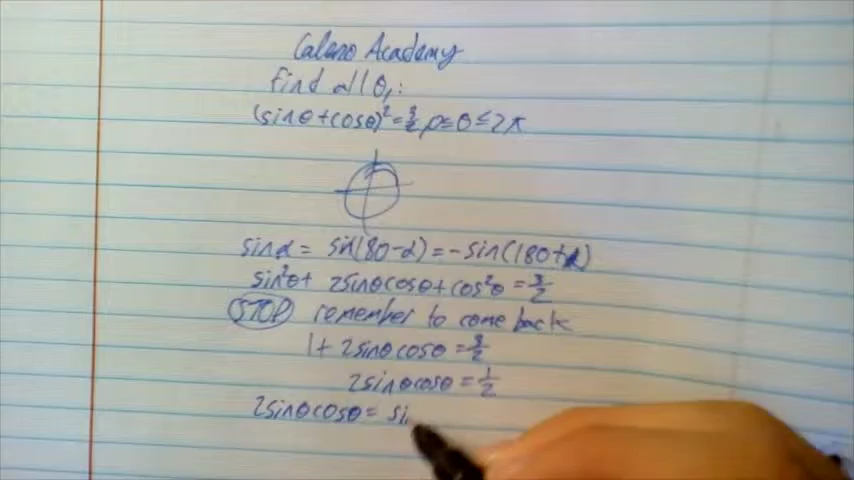 Calano Academy
Find all θ,:
(sinθ+cosθ)²=3/2, 0≤θ≤2π
sinα = sin(180-α) = -sin(180+α)
sin²θ + 2sinθcosθ + cos²θ = 3/2
STOP remember to come back
1 + 2sinθcosθ = 3/2
2sinθcosθ = 1/2
2sinθcosθ = si